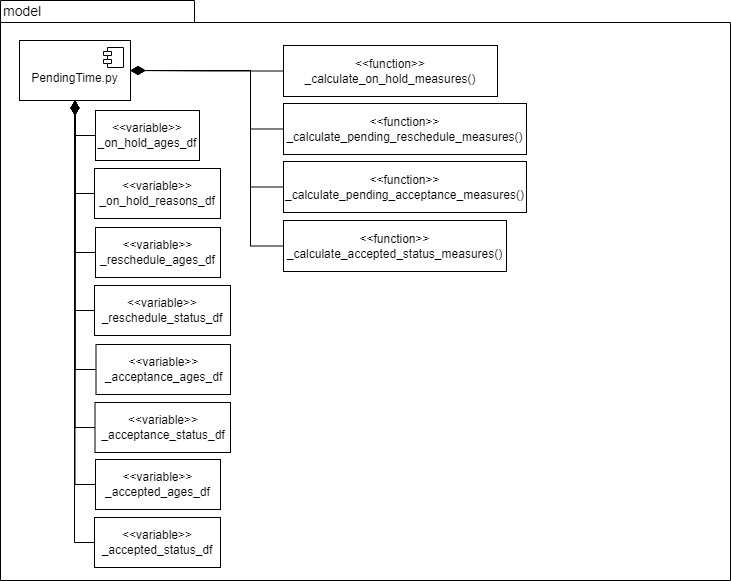 model
PendingTime.py
<<function>>
_calculate_on_hold_measures()
<<function>>
_calculate_pending_reschedule_measures()
<<function>>
_calculate_pending_acceptance_measures()
<<function>>
_calculate_accepted_status_measures()
<<variable>>
_on_hold_ages_df
<<variable>>
_on_hold_reasons_df
<<variable>>
_reschedule_ages_df
<<variable>>
_reschedule_status_df
<<variable>>
_acceptance_ages_df
<<variable>>
_acceptance_status_df
<<variable>>
_accepted_ages_df
<<variable>>
_accepted_status_df